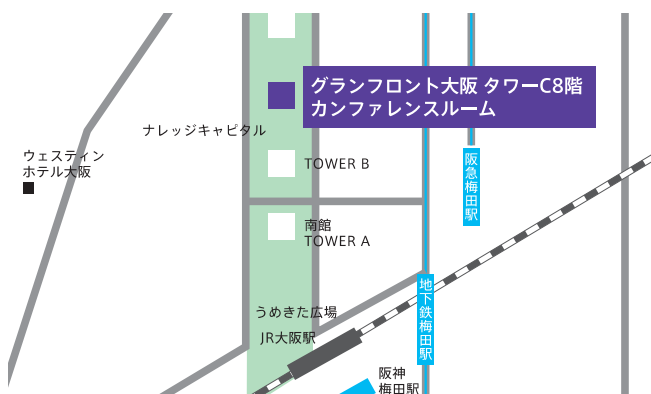 グランフロント大阪 タワーC8階
カンファレンスルーム
ナレッジキャピタル
ウェスティン
ホテル大阪
TOWER B
阪急梅田駅
南館
TOWER A
地下鉄梅田駅
うめきた広場
JR大阪駅
阪神
梅田駅